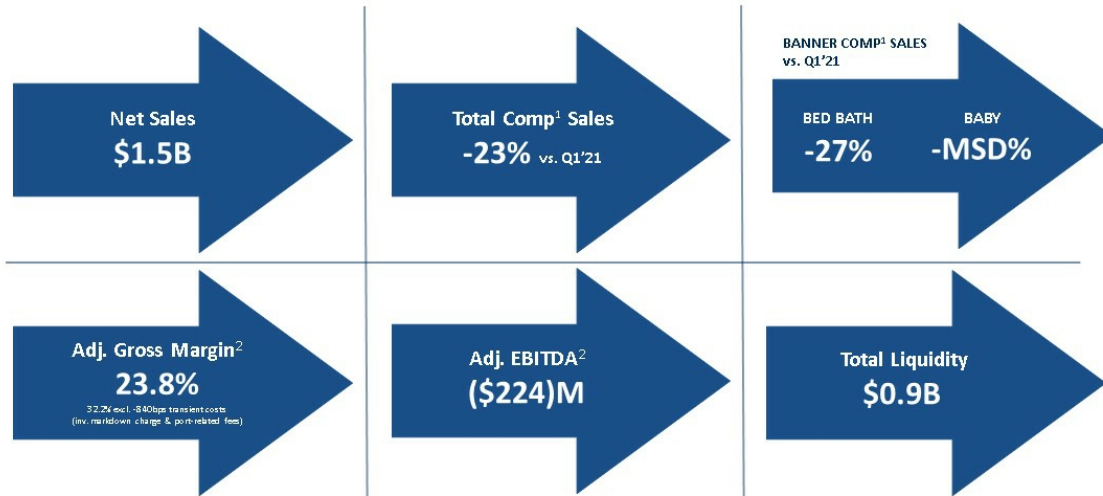 Net Sales
$1.5B
Total Comp¹ Sales
-23% vs. Q1'21
BANNER COMP¹ SALES
vs. Q1'21
BED BATH
-27%
BABY
-MSD%
Adj. Gross Margin²
23.8%
32.2% excl. -840bps transient costs
(inv. markdown charge & port-related fees)
Adj. EBITDA²
($224)M
Total Liquidity
$0.9B